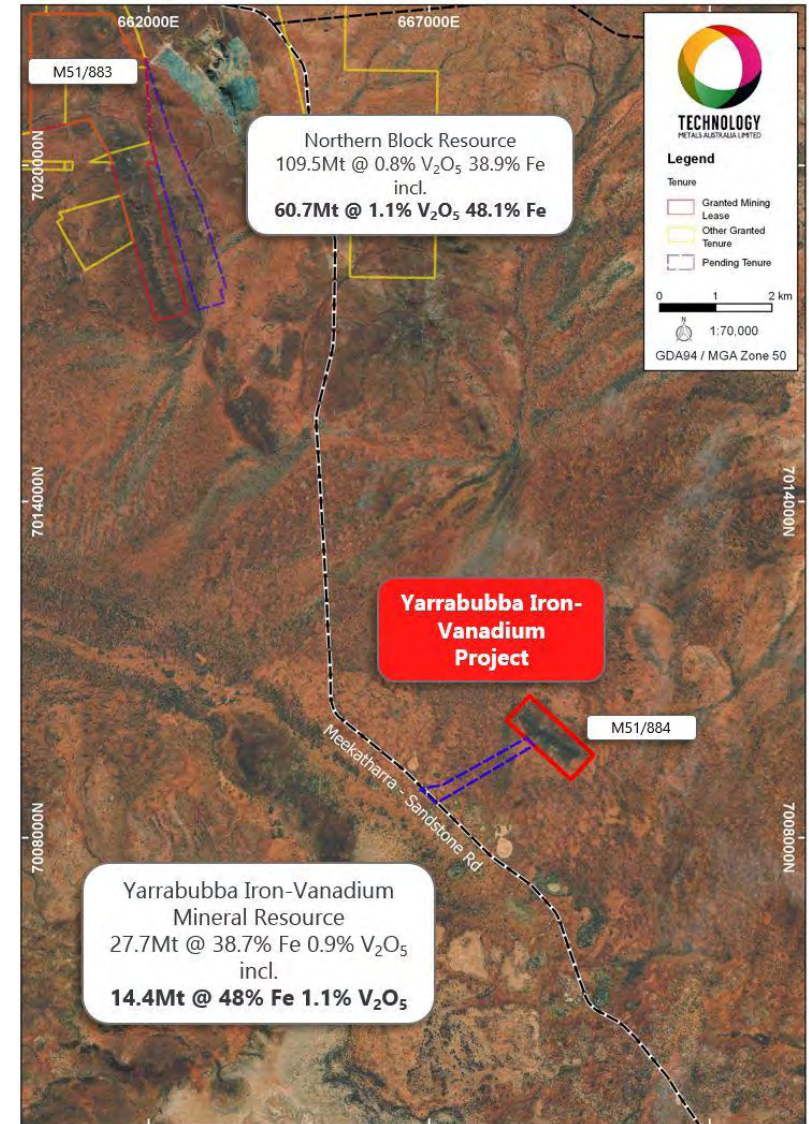 662000E
667000E
M51/883
7020000N
Northern Block Resource
109.5Mt @ 0.8% V₂O₅ 38.9% Fe
incl.
60.7Mt @ 1.1% V₂O₅ 48.1% Fe
TECHNOLOGY
METALS AUSTRALIA LIMITED
Legend
Tenure
Granted Mining
Lease
Other Granted
Tenure
Pending Tenure
0 1 2 km
N
1:70,000
GDA94 / MGA Zone 50
7014000N
7014000N
Yarrabubba Iron-
Vanadium
Project
M51/884
Meekatharra - Sandstone Rd
7008000N
7008000N
Yarrabubba Iron-Vanadium
Mineral Resource
27.7Mt @ 38.7% Fe 0.9% V₂O₅
incl.
14.4Mt @ 48% Fe 1.1% V₂O₅